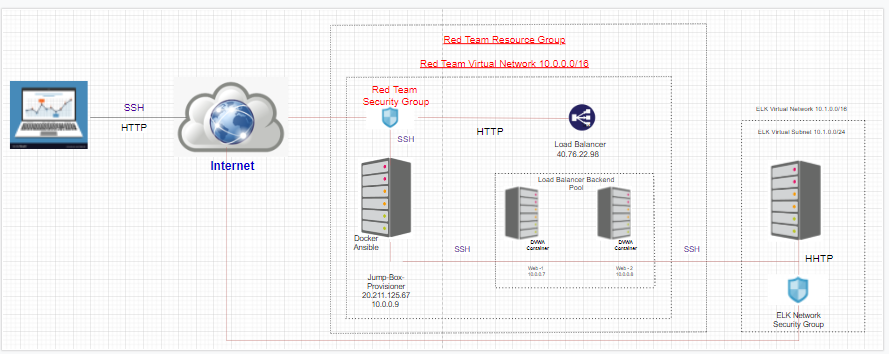 Red Team Resource Group
Red Team Virtual Network 10.0.0.0/16
Red Team
Security Group
SSH
HTTP
Internet
SSH
HTTP
Load Balancer
40.76.22.98
ELK Virtual Network 10.1.0.0/16
ELK Virtual Subnet 10.1.0.0/24
Load Balancer Backend
Pool
Docker
Ansible
DVWA
Container
DVWA
Container
SSH
SSH
HHTP
Web -1
10.0.0.7
Web - 2
10.0.0.8
Jump-Box-
Provisioner
20.211.125.67
10.0.0.9
ELK Network
Security Group